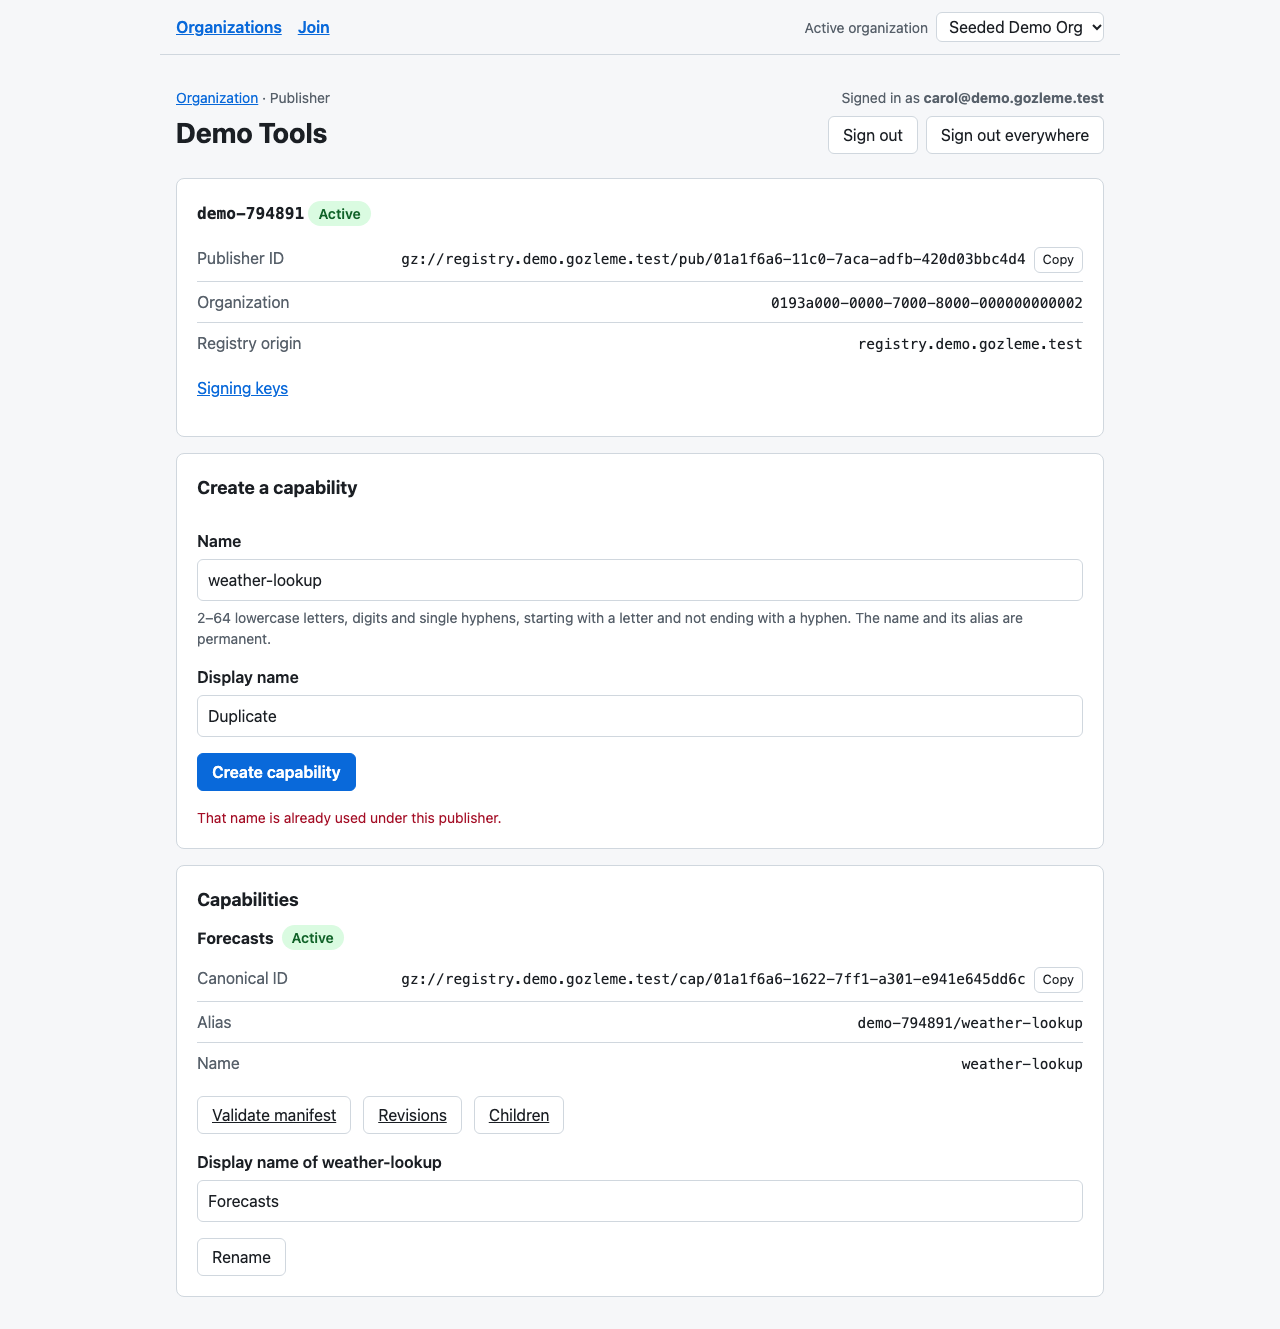 Organizations Join Active organization Seeded Demo Org
Organization · Publisher Signed in as carol@demo.gozleme.test
Demo Tools Sign out Sign out everywhere
demo-794891 Active
Publisher ID gz://registry.demo.gozleme.test/pub/01a1f6a6-11c0-7aca-adfb-420d03bbc4d4 Copy
Organization 0193a000-0000-7000-8000-000000000002
Registry origin registry.demo.gozleme.test
Signing keys
Create a capability
Name
weather-lookup
2–64 lowercase letters, digits and single hyphens, starting with a letter and not ending with a hyphen. The name and its alias are
permanent.
Display name
Duplicate
Create capability
That name is already used under this publisher.
Capabilities
Forecasts Active
Canonical ID gz://registry.demo.gozleme.test/cap/01a1f6a6-1622-7ff1-a301-e941e645dd6c Copy
Alias demo-794891/weather-lookup
Name weather-lookup
Validate manifest Revisions Children
Display name of weather-lookup
Forecasts
Rename